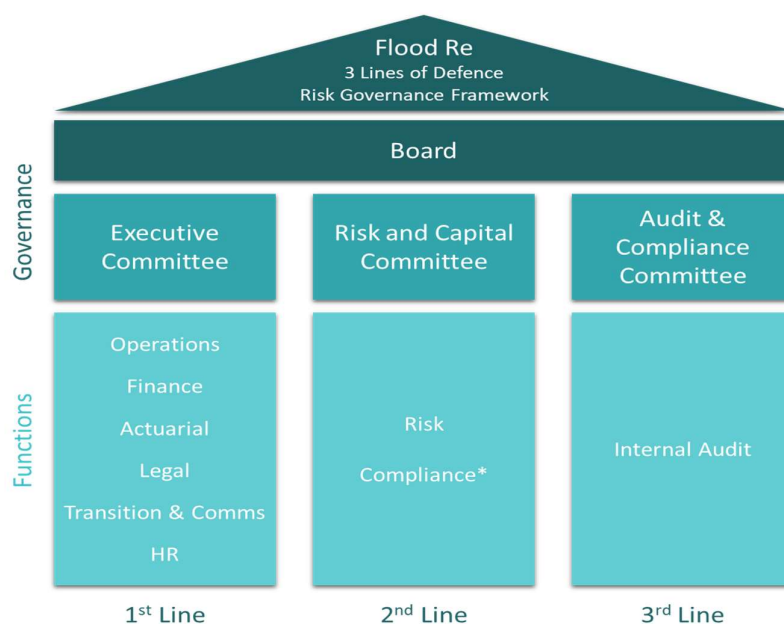 Flood Re
3 Lines of Defence
Risk Governance Framework
Board
Governance
Executive
Committee
Risk and Capital
Committee
Audit &
Compliance
Committee
Functions
Operations
Finance
Actuarial
Legal
Transition & Comms
HR
Risk
Compliance*
Internal Audit
1st Line
2nd Line
3rd Line